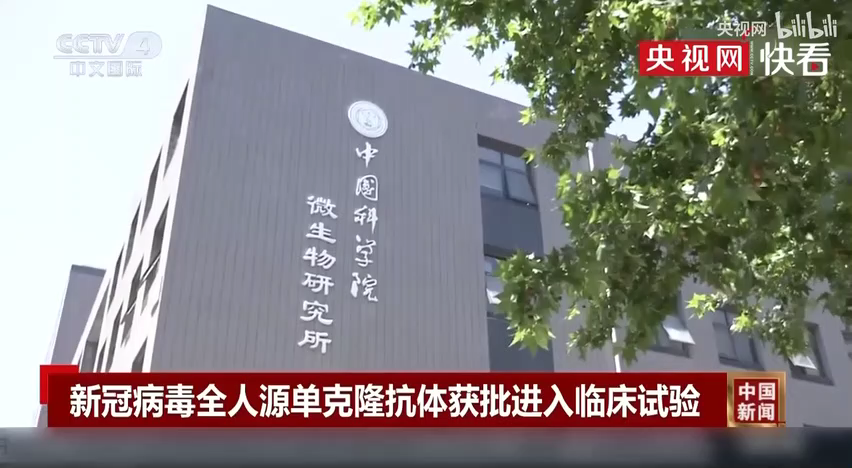 CCTV 4
中文国际
央视网
bilibili
央视网 快看
中国科学院
微生物研究所
新冠病毒全人源单克隆抗体获批进入临床试验
中国
新闻